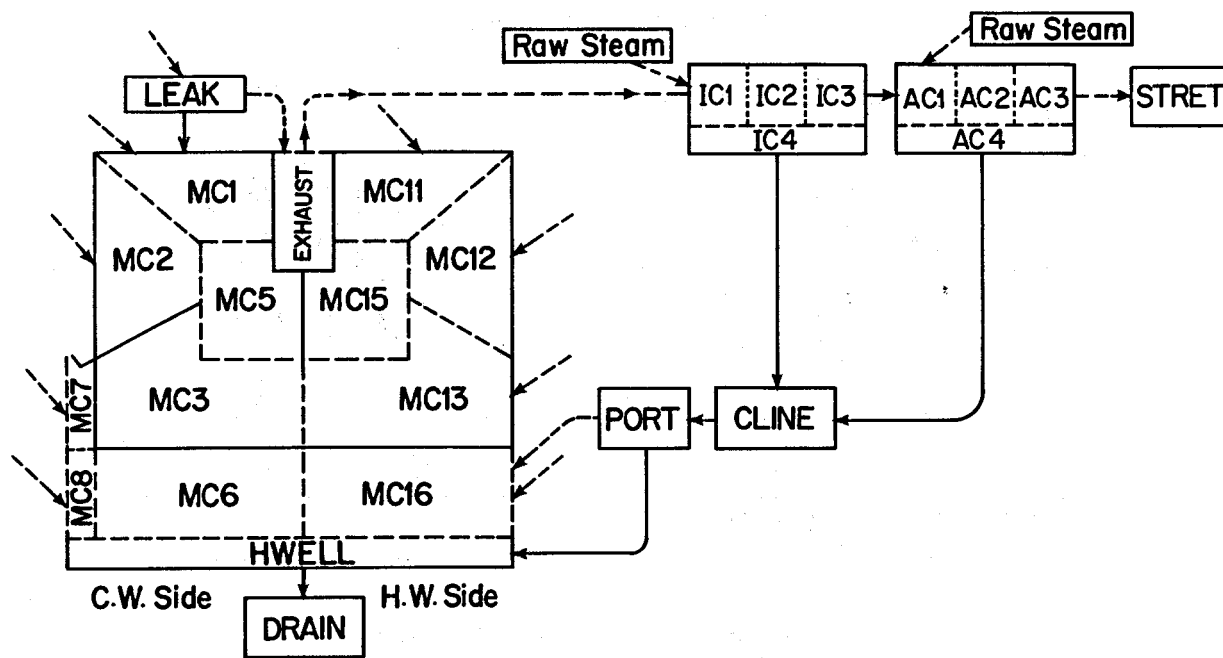 Raw Steam
Raw Steam
LEAK
IC1
IC2
IC3
AC1
AC2
AC3
STRET
IC4
AC4
MC1
EXHAUST
MC11
MC2
MC12
MC5
MC15
MC7
MC3
MC13
PORT
CLINE
MC8
MC6
MC16
HWELL
C.W. Side
H.W. Side
DRAIN